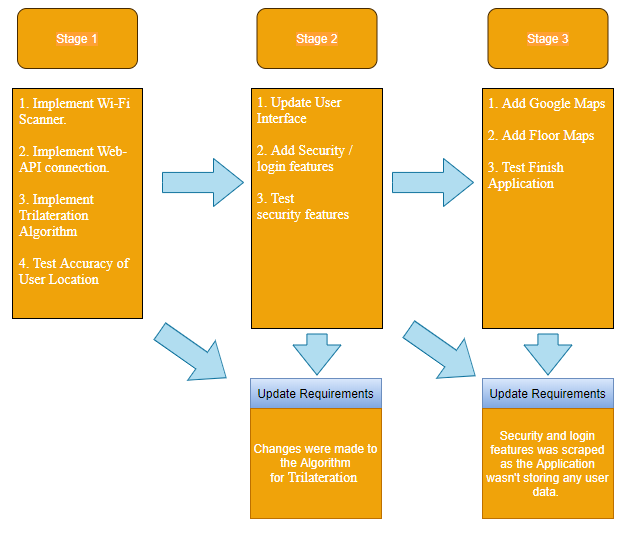 Stage 1
Stage 2
Stage 3
1. Implement Wi-Fi
Scanner.
2. Implement Web-
API connection.
3. Implement
Trilateration
Algorithm
4. Test Accuracy of
User Location
1. Update User
Interface
2. Add Security /
login features
3. Test
security features
1. Add Google Maps
2. Add Floor Maps
3. Test Finish
Application
Update Requirements
Changes were made to
the Algorithm
for Trilateration
Update Requirements
Security and login
features was scraped
as the Application
wasn't storing any user
data.